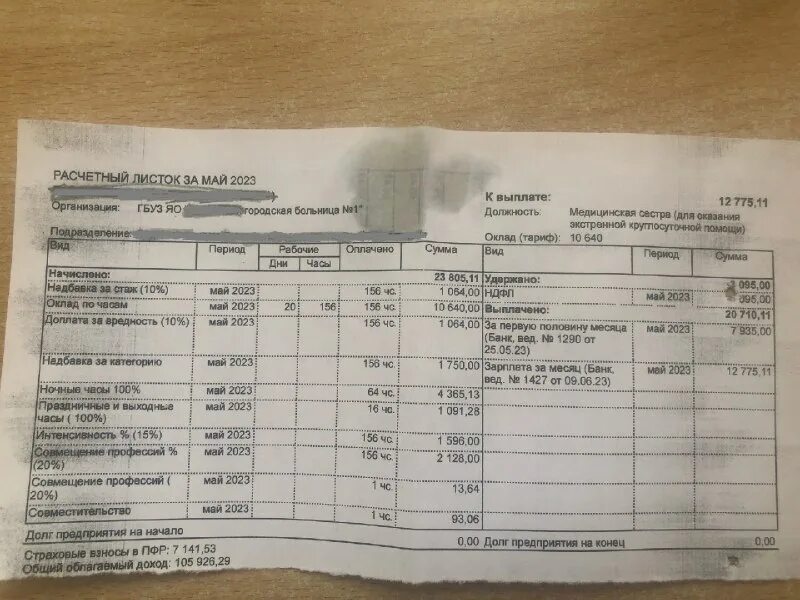 РАСЧЕТНЫЙ ЛИСТОК ЗА МАЙ 2023
К выплате: 12 775,11
Организация: ГБУЗ ЯО городская больница №1"
Должность: Медицинская сестра (для оказания
экстренной круглосуточной помощи)
Подразделение:
Оклад (тариф): 10 640
Вид Период Рабочие Оплачено Сумма Вид Период Сумма
Дни Часы
Начислено: 23 805,11 Удержано: 3 095,00
Надбавка за стаж (10%) май 2023 156 чс. 1 064,00 НДФЛ май 2023 095,00
Оклад по часам май 2023 20 156 156 чс. 10 640,00 Выплачено: 20 710,11
Доплата за вредность (10%) май 2023 156 чс. 1 064,00 За первую половину месяца май 2023 7 935,00
(Банк, вед. № 1290 от
25.05.23)
Надбавка за категорию май 2023 156 чс. 1 750,00 Зарплата за месяц (Банк, май 2023 12 775,11
вед. № 1427 от 09.06.23)
Ночные часы 100% май 2023 64 чс. 4 365,13
Праздничные и выходные май 2023 16 чс. 1 091,28
часы ( 100%)
Интенсивность % (15%) май 2023 156 чс. 1 596,00
Совмещение профессий % май 2023 156 чс. 2 128,00
(20%)
Совмещение профессий ( май 2023 1 чс. 13,64
20%)
Совместительство май 2023 1 чс. 93,06
Долг предприятия на начало 0,00 Долг предприятия на конец 0,00
Страховые взносы в ПФР: 7 141,53
Общий облагаемый доход: 105 926,29